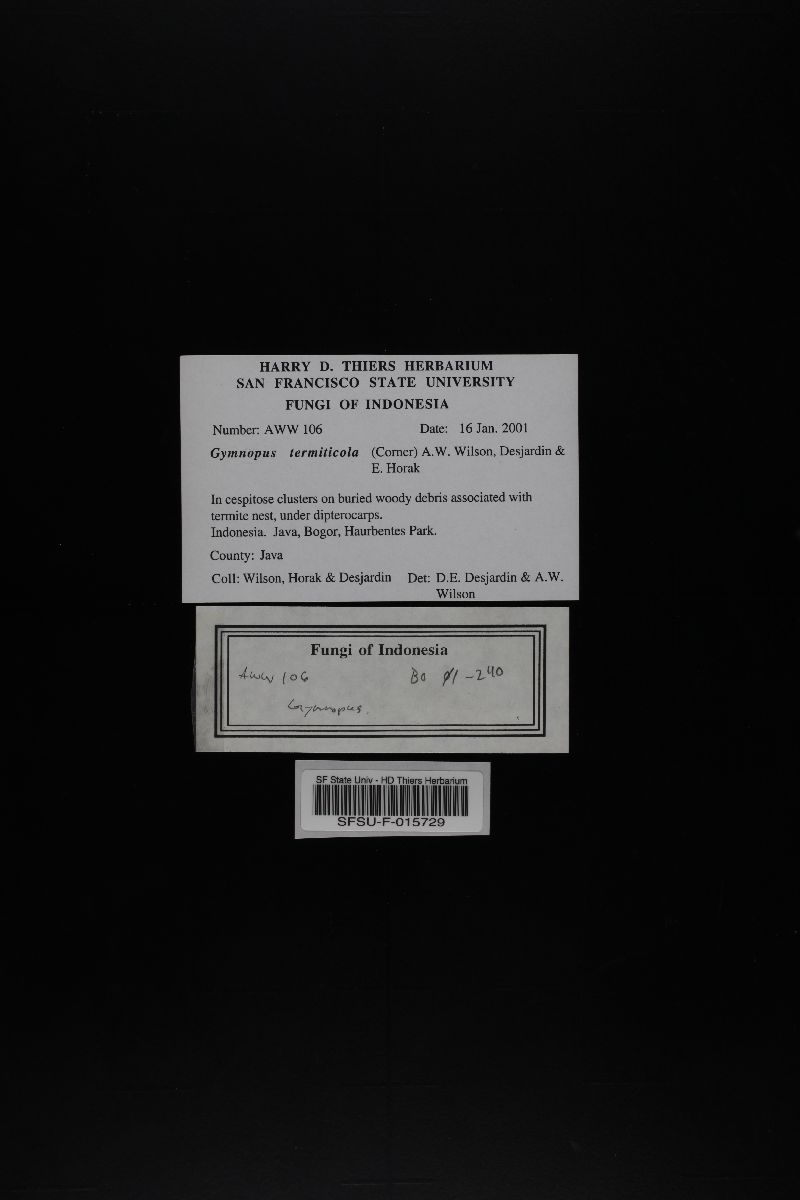 HARRY D. THIERS HERBARIUM
SAN FRANCISCO STATE UNIVERSITY
FUNGI OF INDONESIA
Number: AWW 106 Date: 16 Jan. 2001
Gymnopus termiticola (Corner) A.W. Wilson, Desjardin &
E. Horak
In cespitose clusters on buried woody debris associated with
termite nest, under dipterocarps.
Indonesia. Java, Bogor, Haurbentes Park.
County: Java
Coll: Wilson, Horak & Desjardin Det: D.E. Desjardin & A.W.
Wilson
Fungi of Indonesia
AWW 106 Bo 01-240
Gymnopus.
SF State Univ - HD Thiers Herbarium
SFSU-F-015729